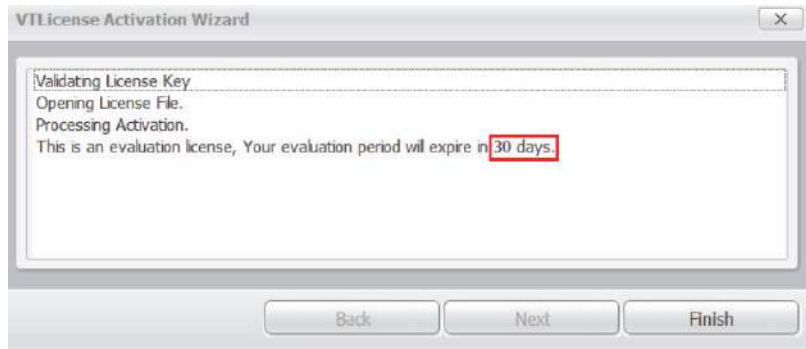 VTLicense Activation Wizard
Validating License Key
Opening License File.
Processing Activation.
This is an evaluation license, Your evaluation period will expire in 30 days.
Back
Next
Finish